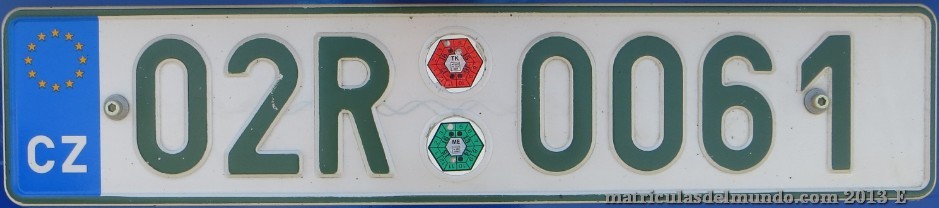 CZ 02R 0061
TK
ME
matriculasdelmundo.com 2013 E